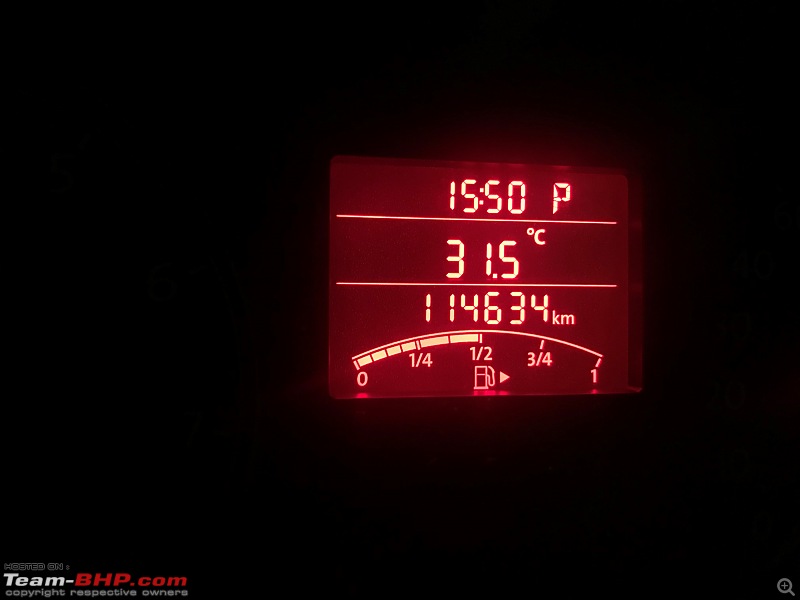 15:50 P
31.5 °C
114634 km
0 1/4 1/2 3/4 1
HOSTED ON :
Team-BHP.com
copyright respective owners